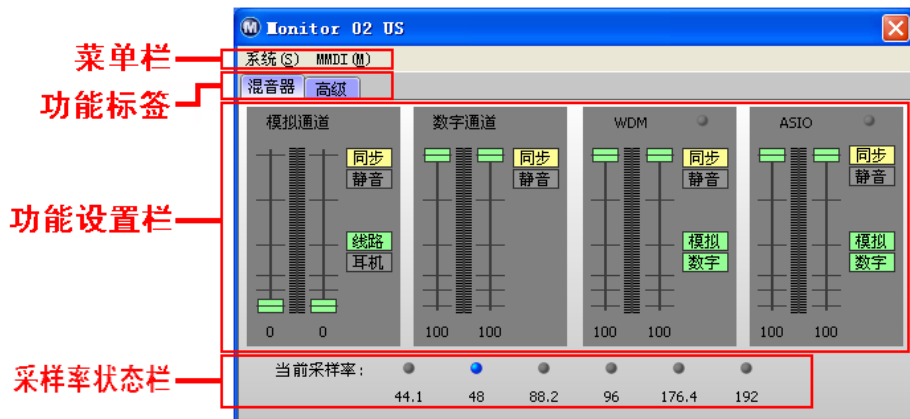 Monitor 02 US
菜单栏
系统(S) MMDI(M)
功能标签
混音器 高级
模拟通道 数字通道 WDM ASIO
同步 同步 同步 同步
静音 静音 静音 静音
功能设置栏
线路 模拟 模拟
耳机 数字 数字
0 0 100 100 100 100 100 100
采样率状态栏
当前采样率:
44.1 48 88.2 96 176.4 192